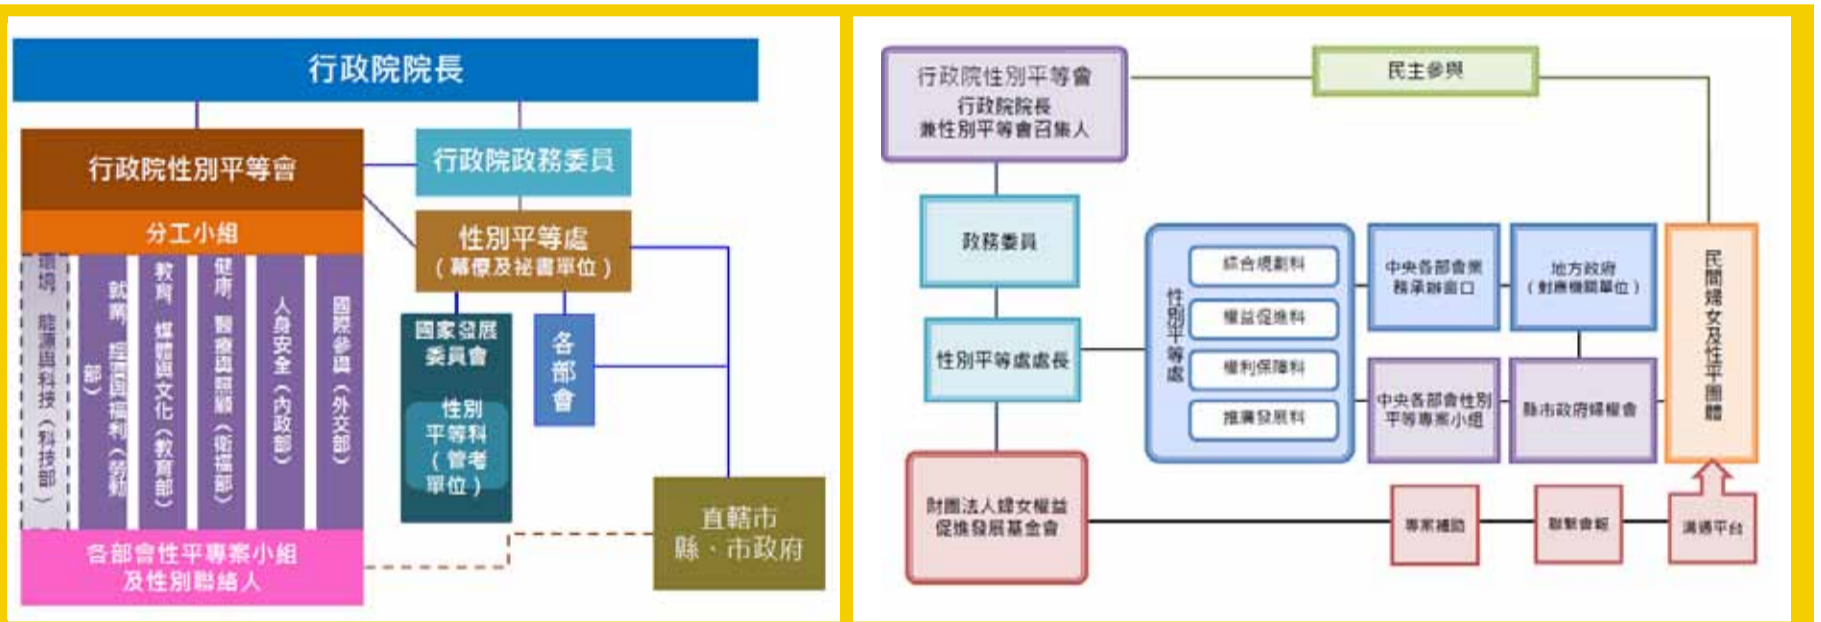 行政院院長
行政院性別平等會
行政院政務委員
分工小組
性別平等處
（幕僚及祕書單位）
環境，能源與科技（科技部）
就業，經濟與福利（勞動
部）
教育，媒體與文化（教育部）
健康，醫療與照顧（衛福部）
人身安全（內政部）
國際參與（外交部）
國家發展
委員會
性別
平等科
（管考
單位）
各
部
會
直轄市
縣、市政府
各部會性平專案小組
及性別聯絡人
行政院性別平等會
行政院院長
兼性別平等會召集人
民主參與
政務委員
性別平等處處長
性別平等處
綜合規劃科
權益促進科
權利保障科
推廣發展科
中央各部會業
務承辦窗口
地方政府
（對應機關單位）
中央各部會性別
平等專案小組
縣市政府婦權會
民間婦女及性平團體
財團法人婦女權益
促進發展基金會
專案補助
聯繫會報
溝通平台